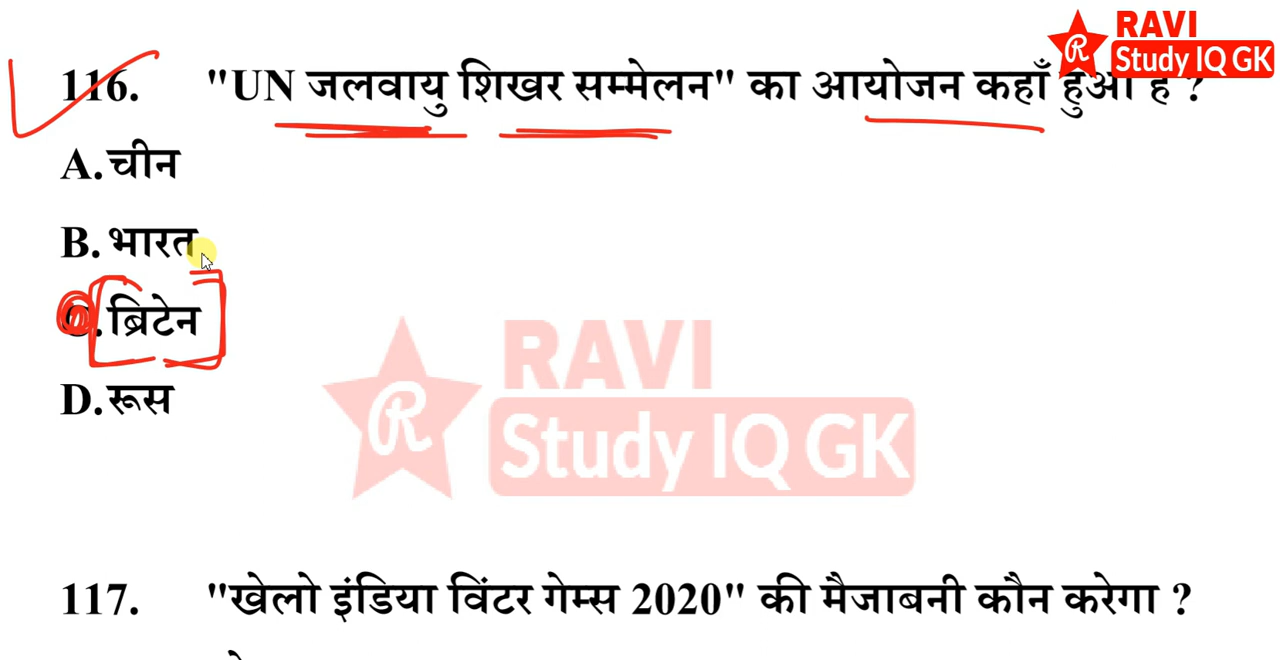 RAVI
Study IQ GK
116. "UN जलवायु शिखर सम्मेलन" का आयोजन कहाँ हुआ है ?
A. चीन
B. भारत
C. ब्रिटेन
D. रूस
R RAVI
Study IQ GK
117. "खेलो इंडिया विंटर गेम्स 2020" की मैजाबनी कौन करेगा ?